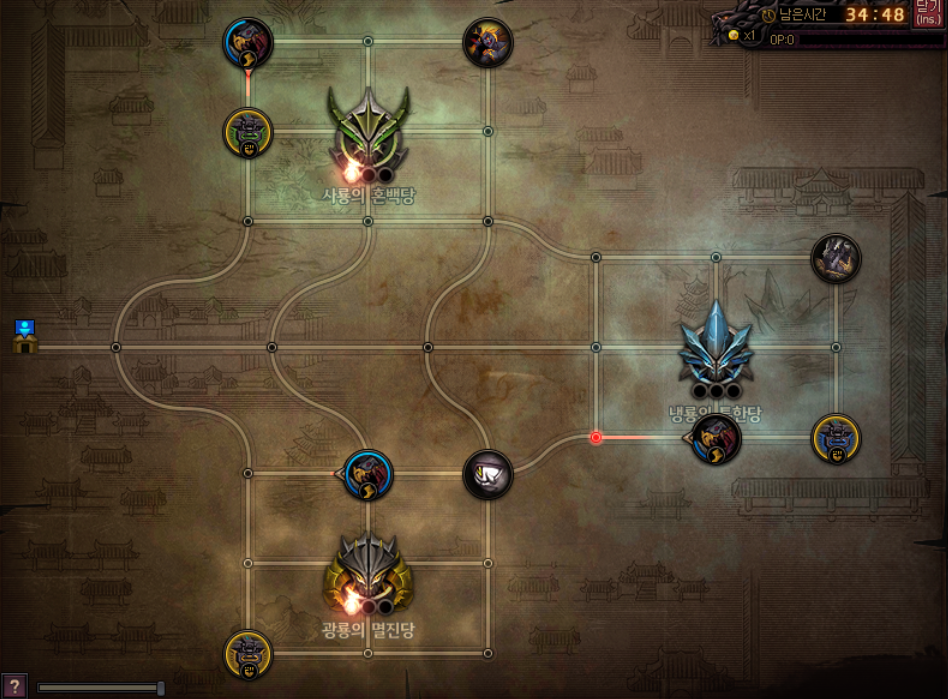 닫기
(Ins.)
남은시간 34:48
x1 OP:0
사룡의 혼백당
냉룡의 통한당
광룡의 멸진당
?